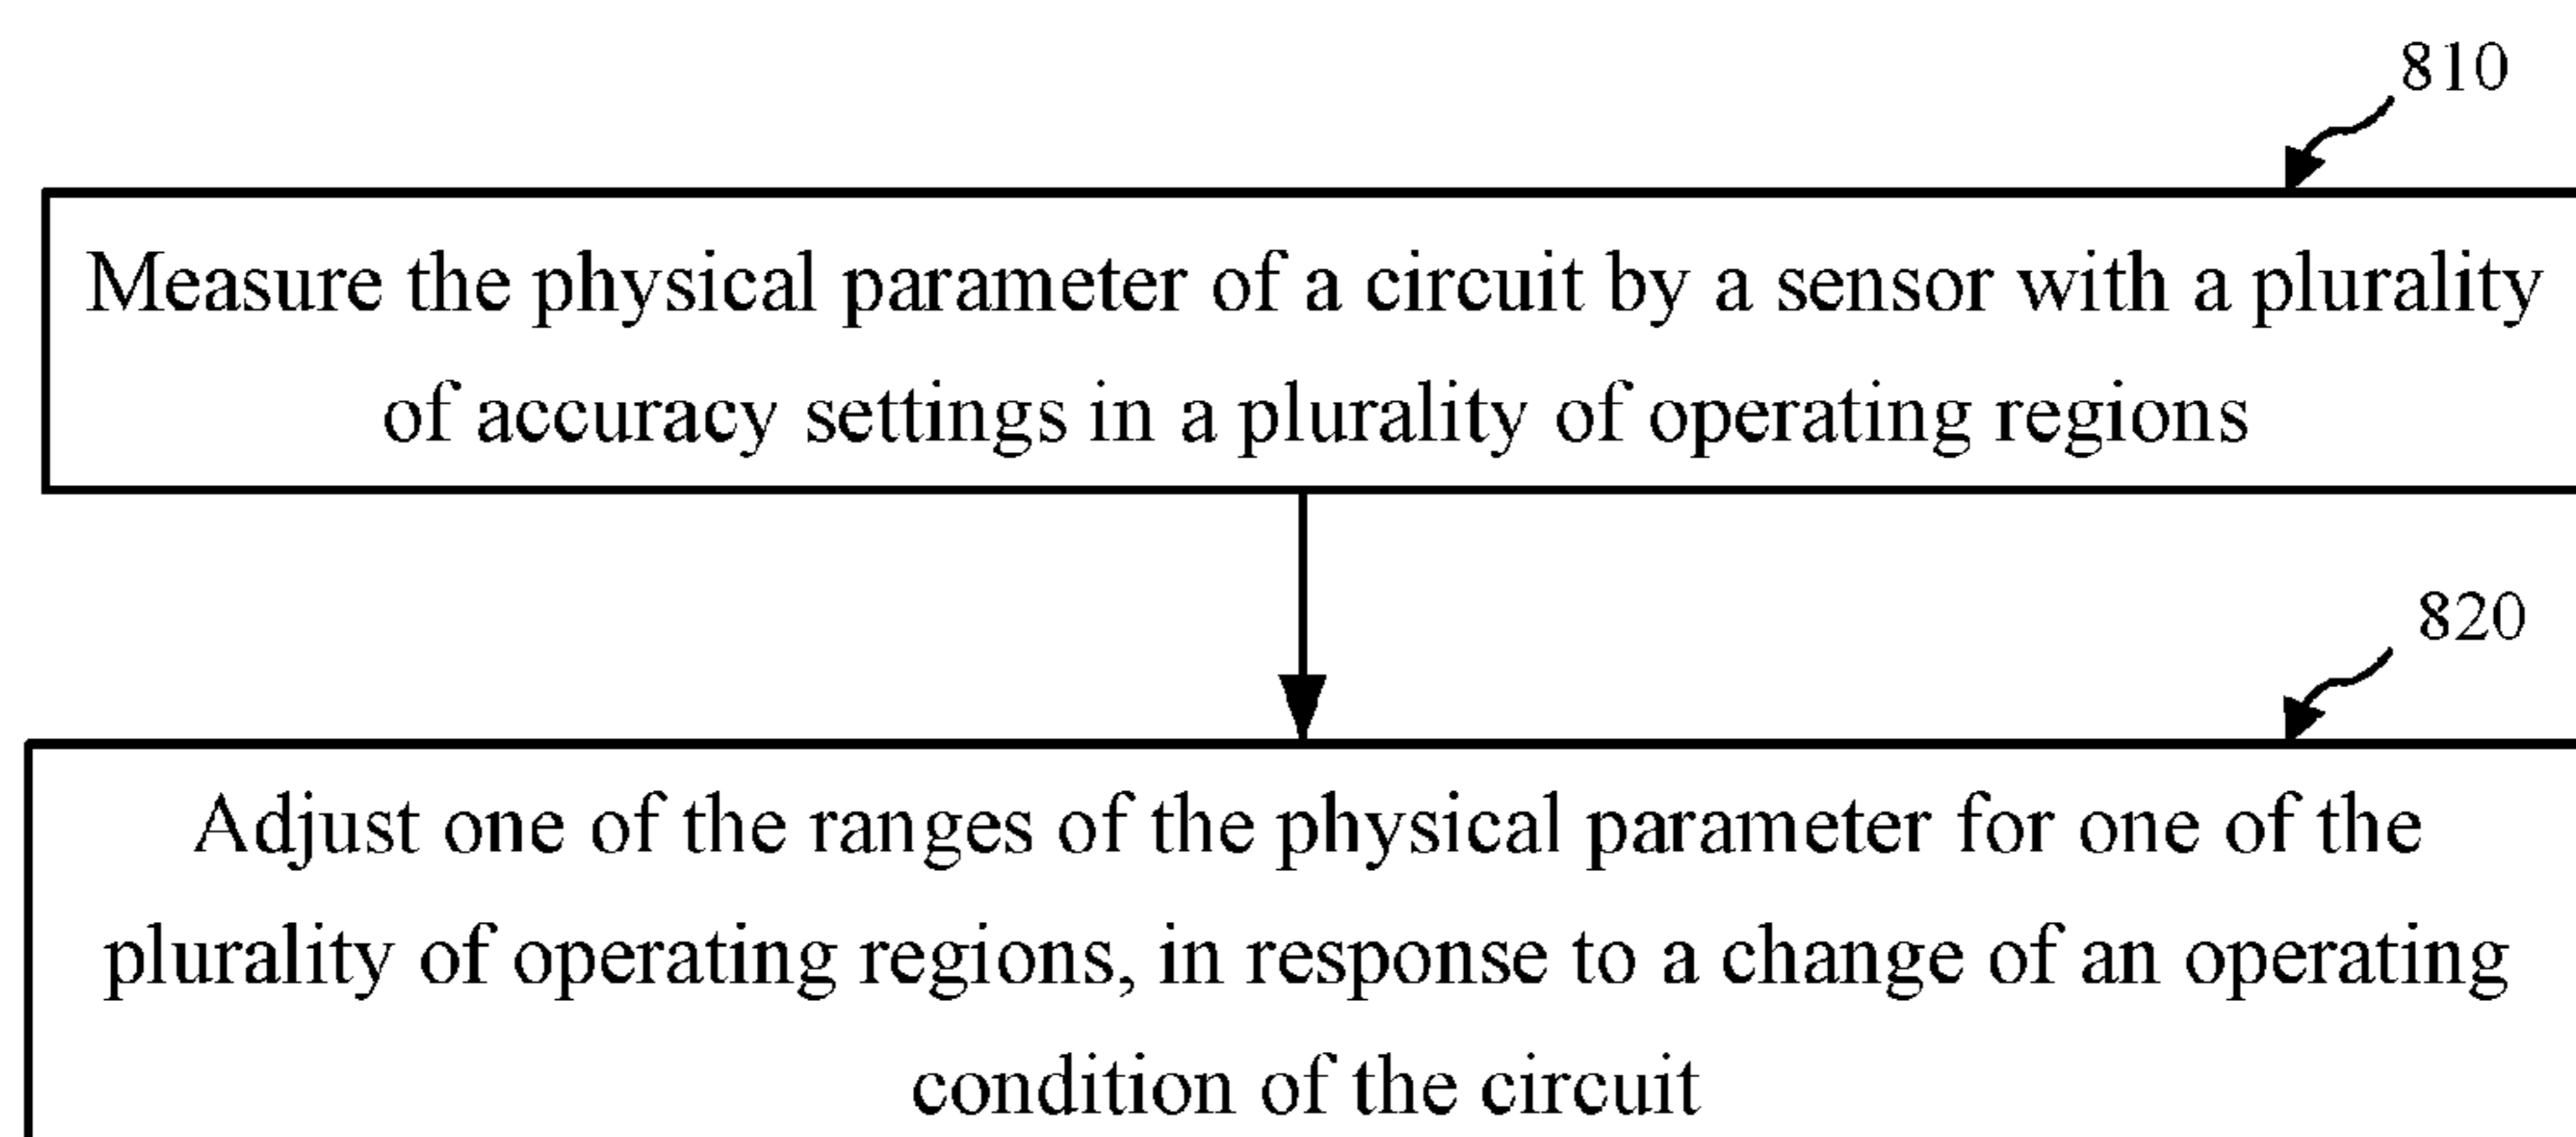 810
Measure the physical parameter of a circuit by a sensor with a plurality
of accuracy settings in a plurality of operating regions
820
Adjust one of the ranges of the physical parameter for one of the
plurality of operating regions, in response to a change of an operating
condition of the circuit